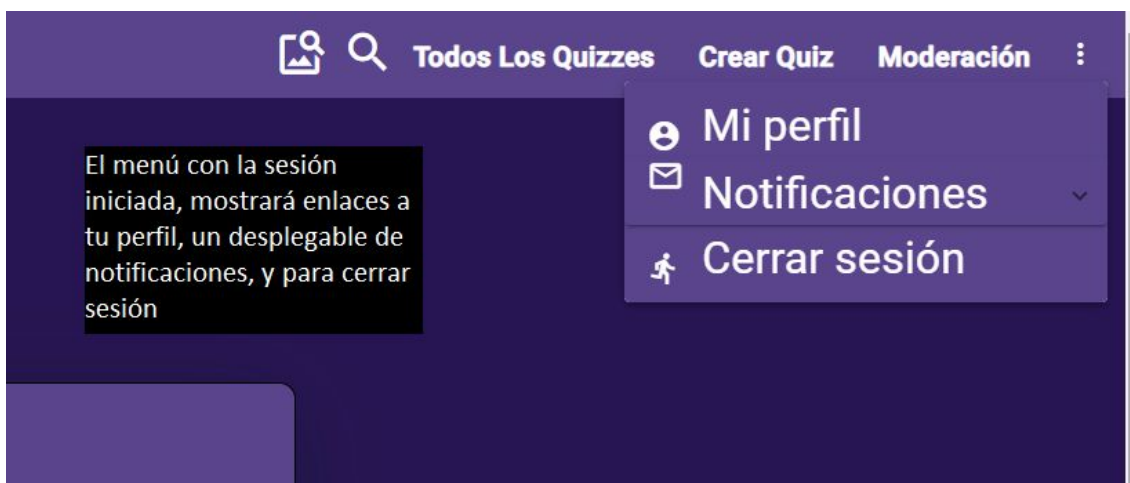 Todos Los Quizzes Crear Quiz Moderación
Mi perfil
El menú con la sesión
iniciada, mostrará enlaces a
tu perfil, un desplegable de
notificaciones, y para cerrar
sesión
Notificaciones
Cerrar sesión